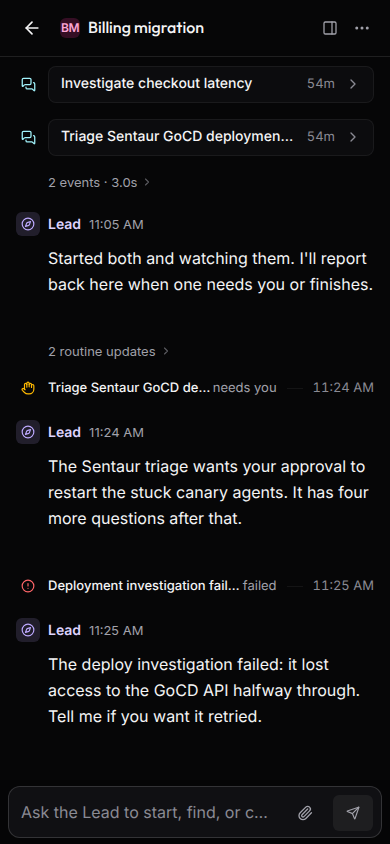 BM Billing migration
Investigate checkout latency 54m
Triage Sentaur GoCD deploymen... 54m
2 events · 3.0s
Lead 11:05 AM
Started both and watching them. I'll report
back here when one needs you or finishes.
2 routine updates
Triage Sentaur GoCD de... needs you 11:24 AM
Lead 11:24 AM
The Sentaur triage wants your approval to
restart the stuck canary agents. It has four
more questions after that.
Deployment investigation fail... failed 11:25 AM
Lead 11:25 AM
The deploy investigation failed: it lost
access to the GoCD API halfway through.
Tell me if you want it retried.
Ask the Lead to start, find, or c...